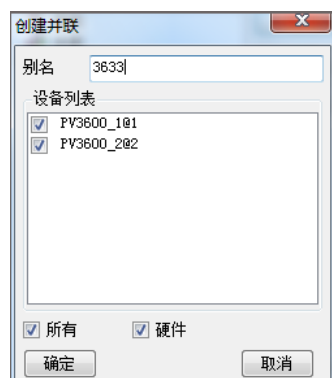 创建并联
别名 3633
设备列表
PV3600_1@1
PV3600_2@2
所有 硬件
确定 取消